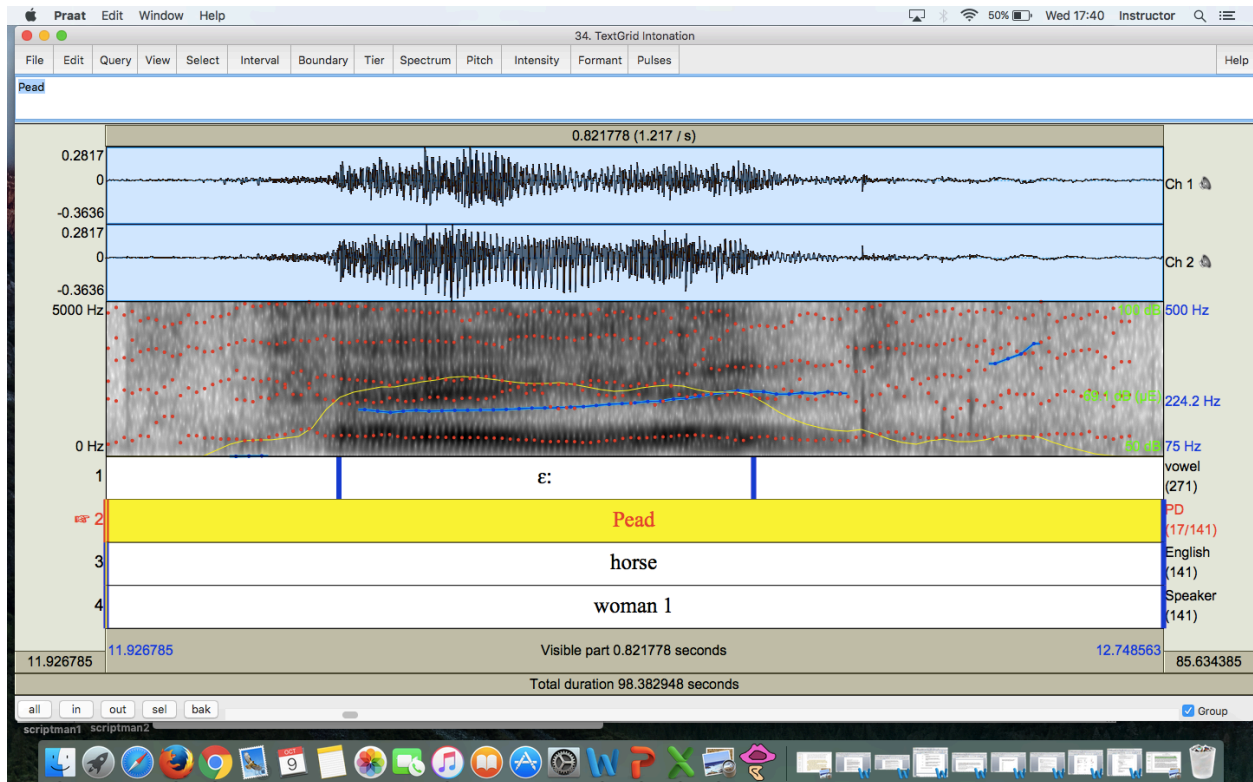 Praat Edit Window Help 50% Wed 17:40 Instructor
34. TextGrid Intonation
File Edit Query View Select Interval Boundary Tier Spectrum Pitch Intensity Formant Pulses Help
Pead
0.821778 (1.217 / s)
0.2817
0 Ch 1
-0.3636
0.2817
0 Ch 2
-0.3636
5000 Hz 100 dB 500 Hz
224.2 Hz
0 Hz 50 dB 75 Hz
1 ɛ: vowel
(271)
2 Pead PD
(17/141)
3 horse English
(141)
4 woman 1 Speaker
(141)
11.926785 Visible part 0.821778 seconds 12.748563
11.926785 85.634385
Total duration 98.382948 seconds
all in out sel bak Group
scriptman1 scriptman2
OCT
9